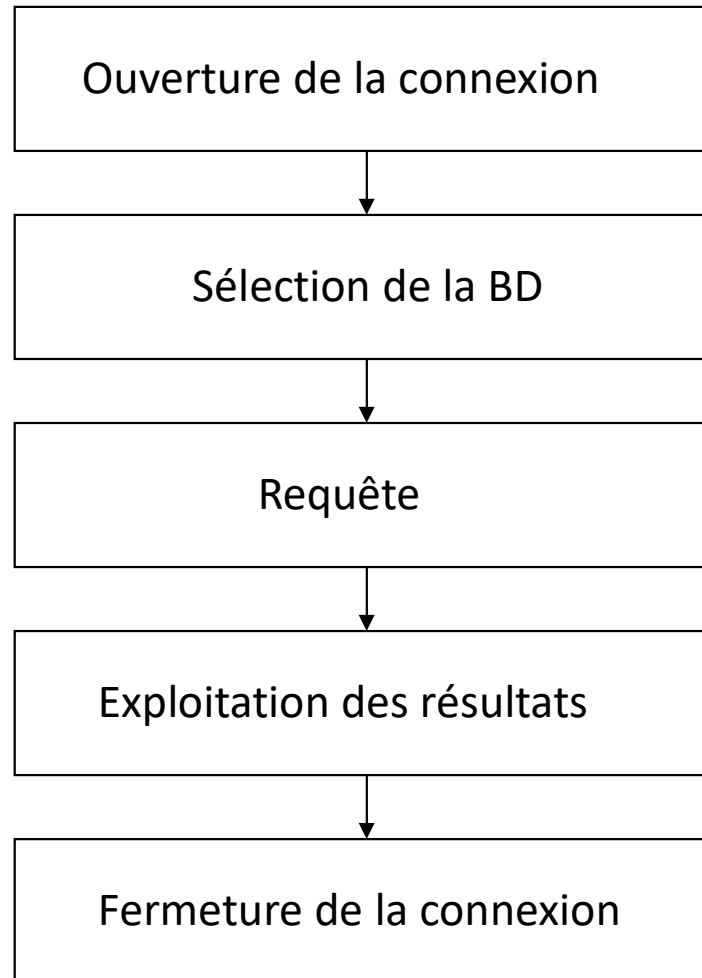 Ouverture de la connexion
Sélection de la BD
Requête
Exploitation des résultats
Fermeture de la connexion